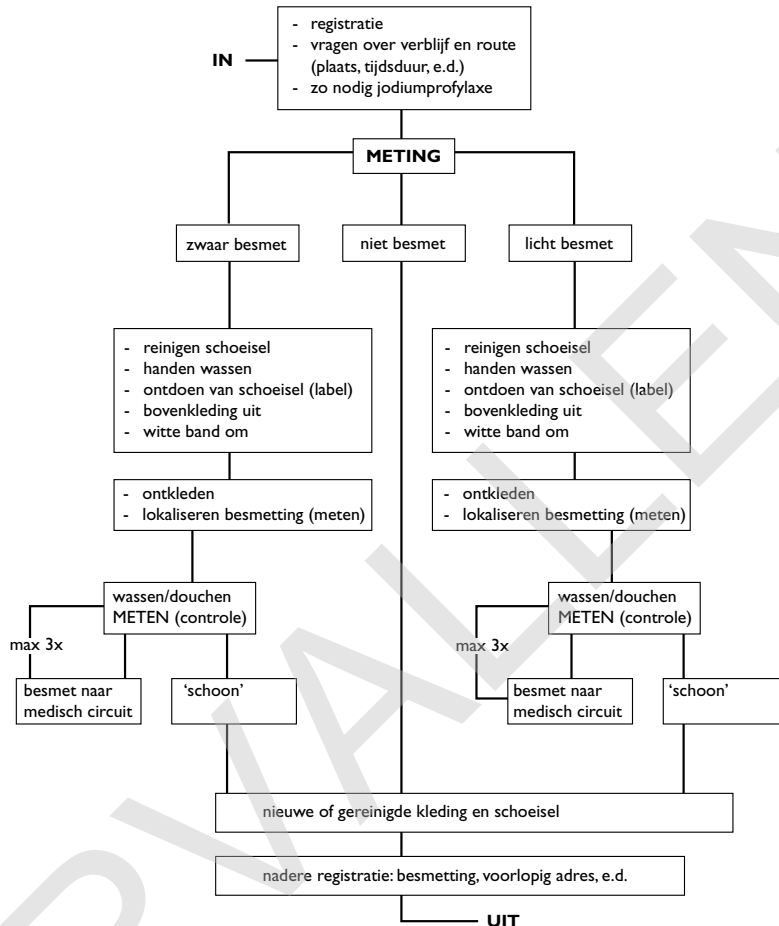 - registratie
- vragen over verblijf en route
(plaats, tijdsduur, e.d.)
- zo nodig jodiumprofylaxe
IN
METING
zwaar besmet
niet besmet
licht besmet
- reinigen schoeisel
- handen wassen
- ontdoen van schoeisel (label)
- bovenkleding uit
- witte band om
- reinigen schoeisel
- handen wassen
- ontdoen van schoeisel (label)
- bovenkleding uit
- witte band om
- ontkleden
- lokaliseren besmetting (meten)
- ontkleden
- lokaliseren besmetting (meten)
wassen/douchen
METEN (controle)
max 3x
besmet naar
medisch circuit
'schoon'
wassen/douchen
METEN (controle)
max 3x
besmet naar
medisch circuit
'schoon'
nieuwe of gereinigde kleding en schoeisel
nadere registratie: besmetting, voorlopig adres, e.d.
UIT
RVALLEN